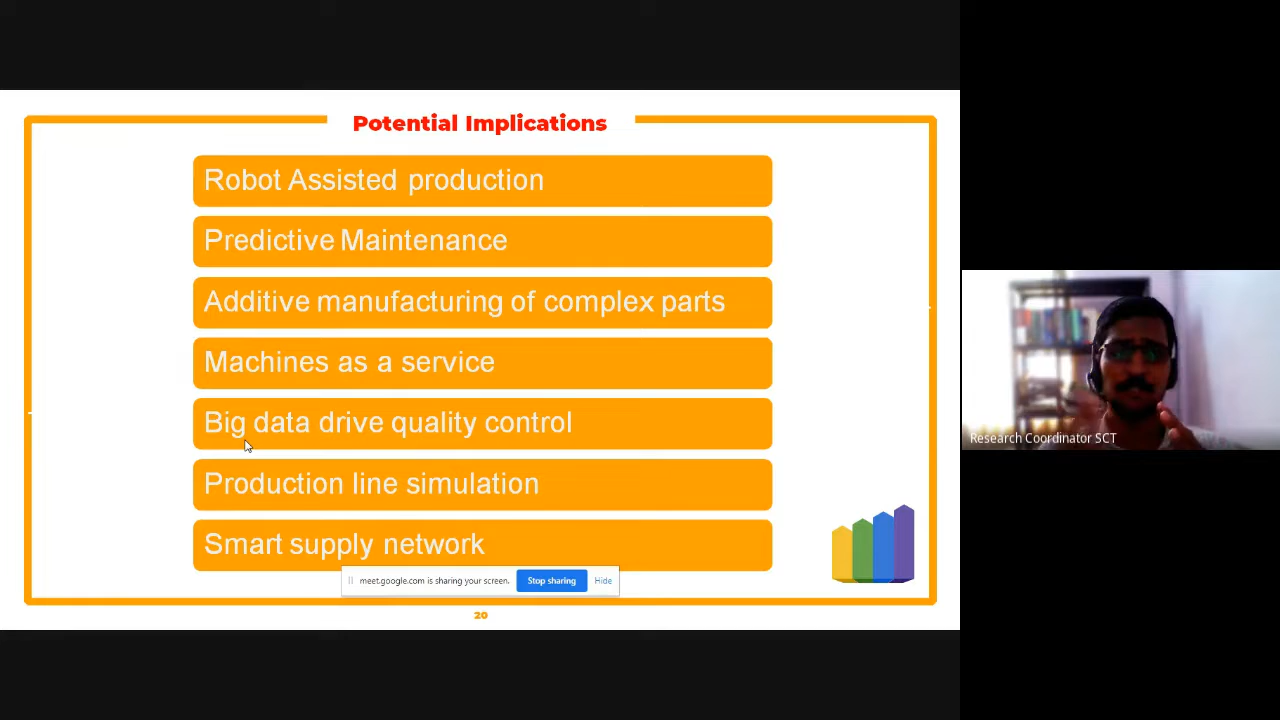 Potential Implications
Robot Assisted production
Predictive Maintenance
Additive manufacturing of complex parts
Machines as a service
Big data drive quality control
Production line simulation
Smart supply network
meet.google.com is sharing your screen. Stop sharing Hide
20
Research Coordinator SCT